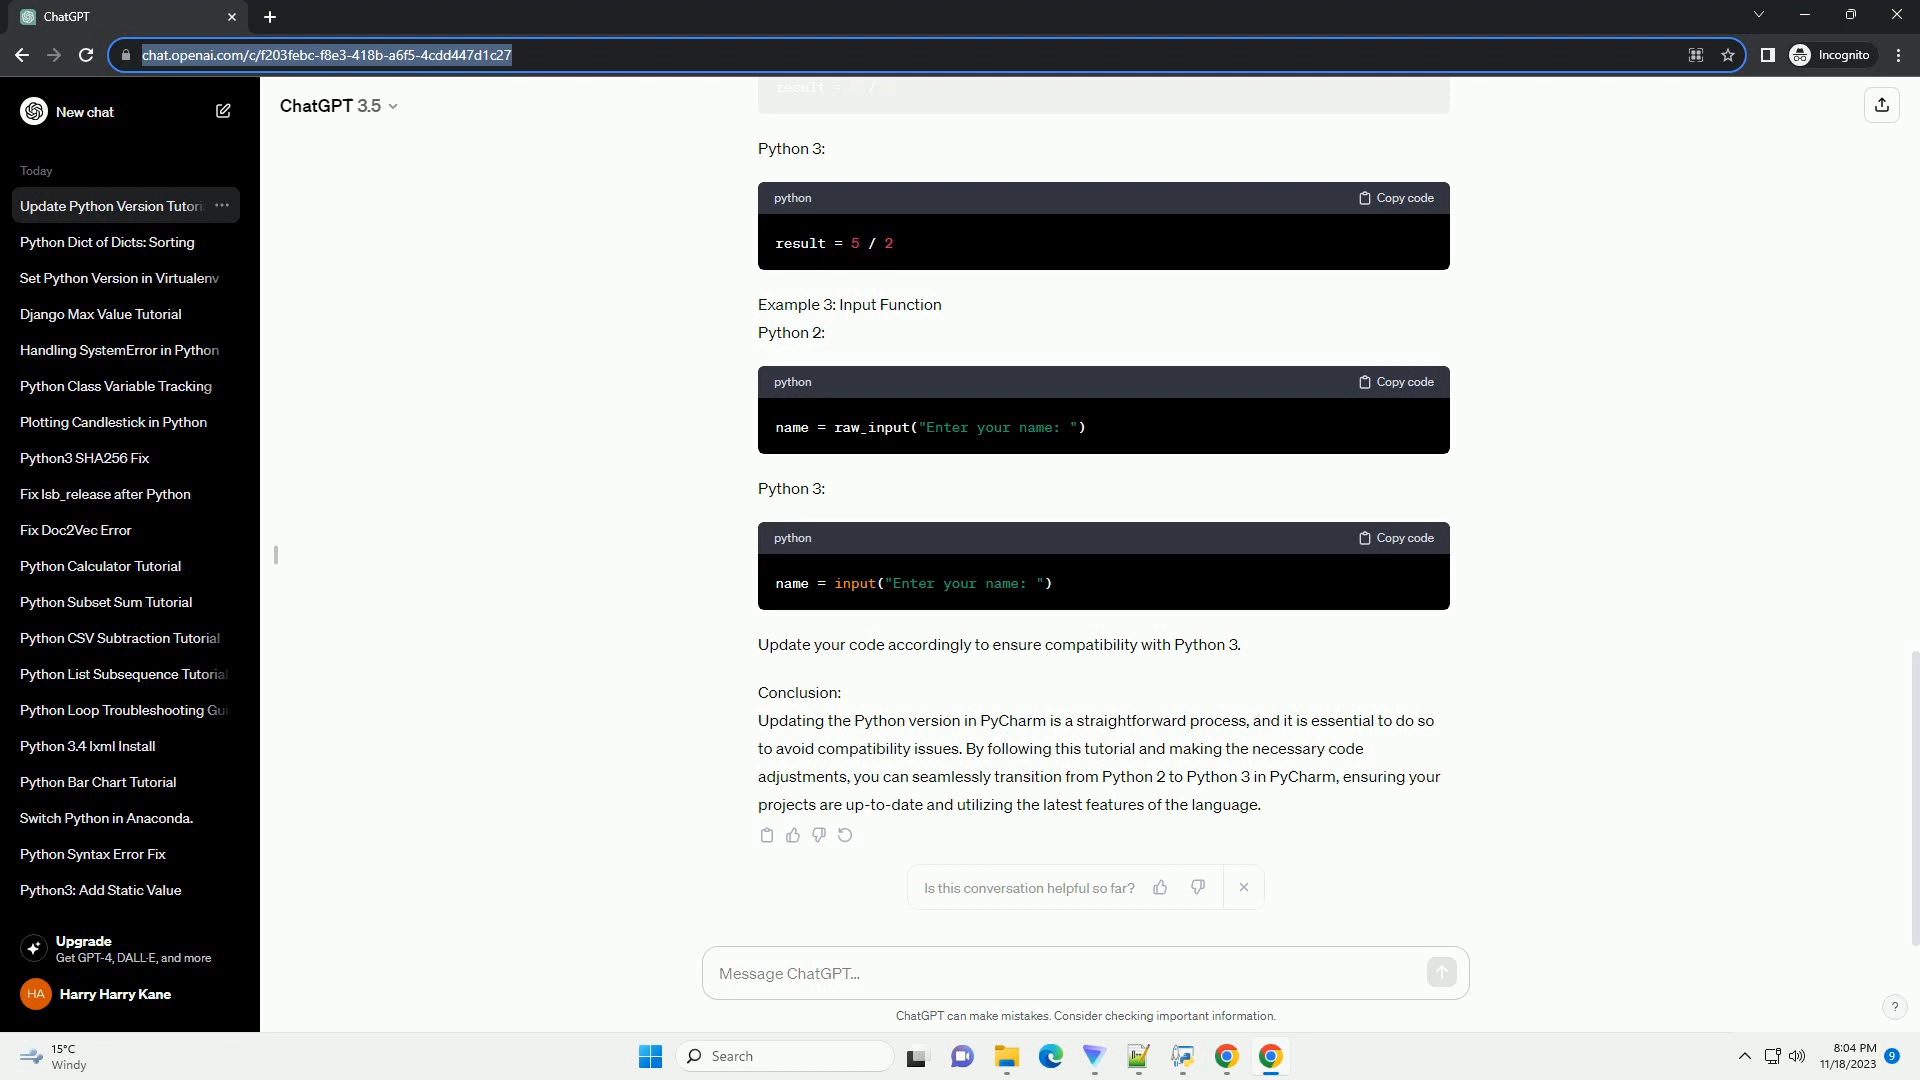 ChatGPT
chat.openai.com/c/f203febc-f8e3-418b-a6f5-4cdd447d1c27
Incognito
New chat
Today
Update Python Version Tutori
Python Dict of Dicts: Sorting
Set Python Version in Virtualenv
Django Max Value Tutorial
Handling SystemError in Python
Python Class Variable Tracking
Plotting Candlestick in Python
Python3 SHA256 Fix
Fix lsb_release after Python
Fix Doc2Vec Error
Python Calculator Tutorial
Python Subset Sum Tutorial
Python CSV Subtraction Tutorial
Python List Subsequence Tutorial
Python Loop Troubleshooting Gui
Python 3.4 lxml Install
Python Bar Chart Tutorial
Switch Python in Anaconda.
Python Syntax Error Fix
Python3: Add Static Value
Upgrade
Get GPT-4, DALL·E, and more
HA
Harry Harry Kane
ChatGPT 3.5
result = /
Python 3:
python
Copy code
result = 5 / 2
Example 3: Input Function
Python 2:
python
Copy code
name = raw_input("Enter your name: ")
Python 3:
python
Copy code
name = input("Enter your name: ")
Update your code accordingly to ensure compatibility with Python 3.
Conclusion:
Updating the Python version in PyCharm is a straightforward process, and it is essential to do so
to avoid compatibility issues. By following this tutorial and making the necessary code
adjustments, you can seamlessly transition from Python 2 to Python 3 in PyCharm, ensuring your
projects are up-to-date and utilizing the latest features of the language.
Is this conversation helpful so far?
Message ChatGPT...
ChatGPT can make mistakes. Consider checking important information.
?
15°C
Windy
Search
8:04 PM
11/18/2023
9